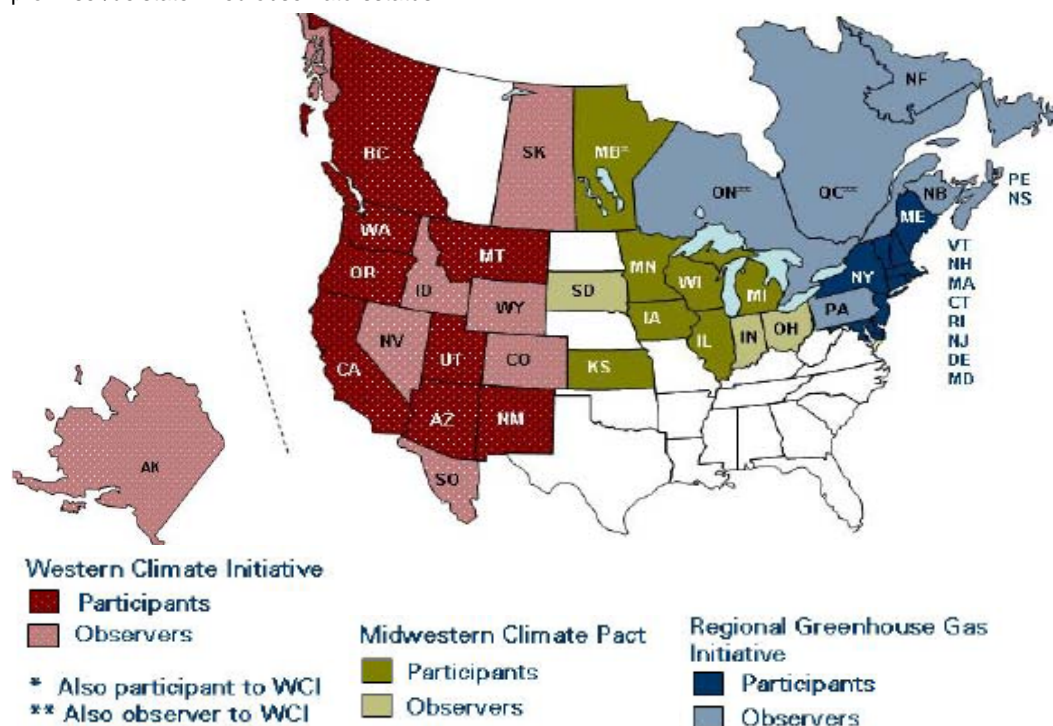 NF
BC
SK
MB*
ON**
QC**
NB
PE
NS
WA
MT
ME
OR
ID
MN
WI
NY
VT
NH
MA
CT
RI
NJ
DE
MD
WY
SD
MI
PA
NV
IA
IN
OH
CA
UT
CO
KS
IL
AZ
NM
AK
SO
Western Climate Initiative
Participants
Observers
* Also participant to WCI
** Also observer to WCI
Midwestern Climate Pact
Participants
Observers
Regional Greenhouse Gas
Initiative
Participants
Observers